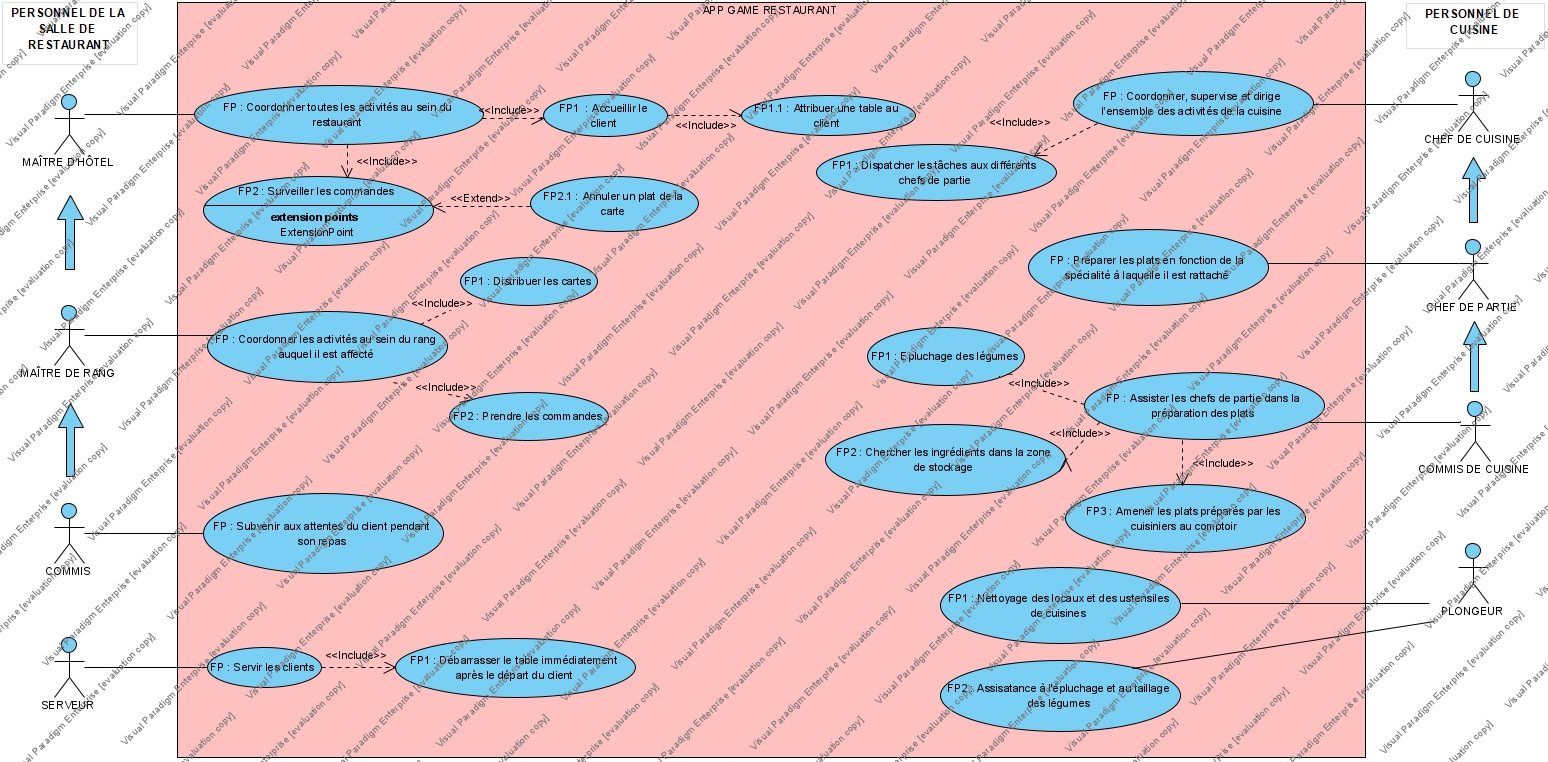 PERSONNEL DE LA
SALLE DE
RESTAURANT
APP GAME RESTAURANT
PERSONNEL DE
CUISINE
MAÎTRE D'HÔTEL
FP : Coordonner toutes les activités au sein du
restaurant
<<Include>>
FP1 : Accueillir le
client
<<Include>>
FP1.1 : Attribuer une table au
client
<<Include>>
FP2 : Surveiller les commandes
extension points
ExtensionPoint
<<Extend>>
FP2.1 : Annuler un plat de la
carte
MAÎTRE DE RANG
FP : Coordonner les activités au sein du rang
auquel il est affecté
<<Include>>
FP1 : Distribuer les cartes
<<Include>>
FP2 : Prendre les commandes
COMMIS
FP : Subvenir aux attentes du client pendant
son repas
SERVEUR
FP : Servir les clients
<<Include>>
FP1 : Débarrasser le table immédiatement
après le départ du client
CHEF DE CUISINE
FP : Coordonner, supervise et dirige
l'ensemble des activités de la cuisine
<<Include>>
FP1 : Dispatcher les tâches aux différents
chefs de partie
CHEF DE PARTIE
FP : Préparer les plats en fonction de la
spécialité à laquelle il est rattaché
COMMIS DE CUISINE
FP : Assister les chefs de partie dans la
préparation des plats
<<Include>>
FP1 : Epluchage des légumes
<<Include>>
FP2 : Chercher les ingrédients dans la zone
de stockage
<<Include>>
FP3 : Amener les plats préparés par les
cuisiniers au comptoir
PLONGEUR
FP1 : Nettoyage des locaux et des ustensiles
de cuisines
FP2 : Assisatance à l'épluchage et au taillage
des légumes
Visual Paradigm Enterprise [evaluation copy]